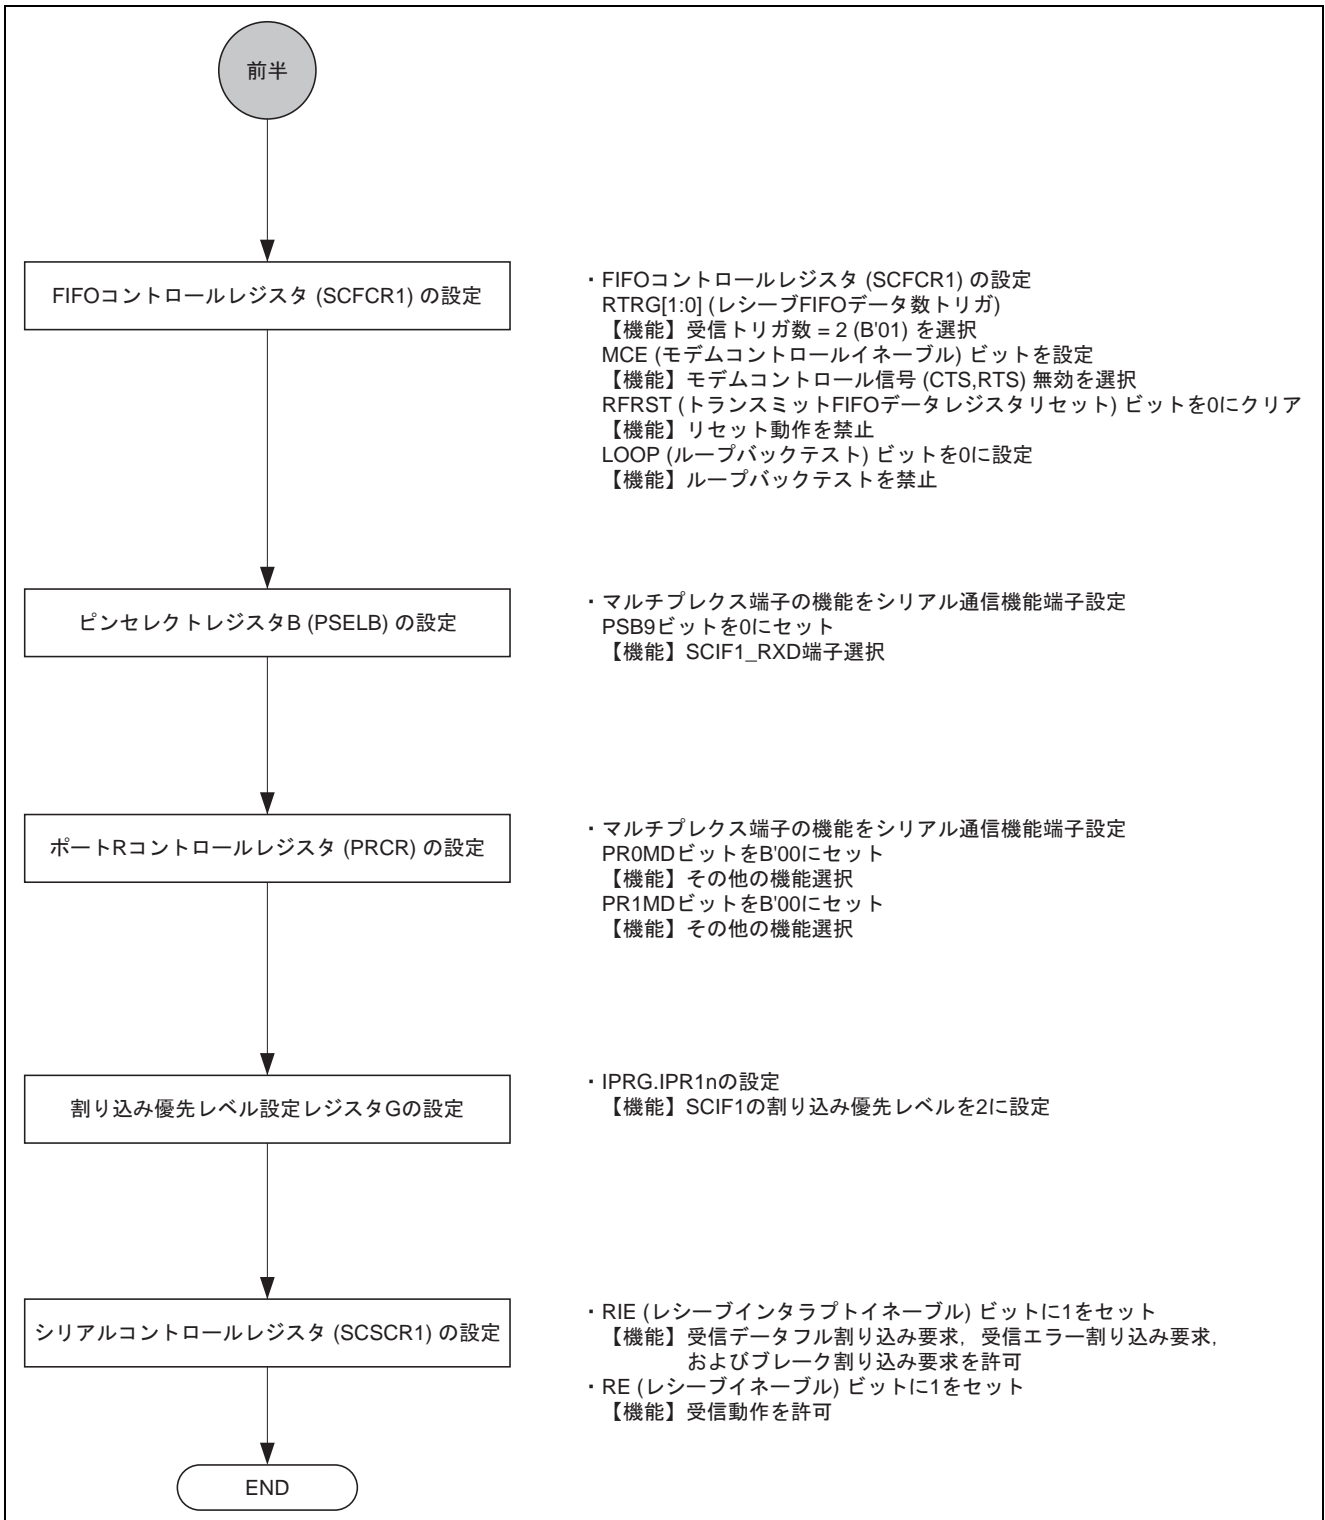 前半
FIFOコントロールレジスタ (SCFCR1) の設定
・FIFOコントロールレジスタ (SCFCR1) の設定
RTRG[1:0] (レシーブFIFOデータ数トリガ)
【機能】受信トリガ数 = 2 (B'01) を選択
MCE (モデムコントロールイネーブル) ビットを設定
【機能】モデムコントロール信号 (CTS,RTS) 無効を選択
RFRST (トランスミットFIFOデータレジスタリセット) ビットを0にクリア
【機能】リセット動作を禁止
LOOP (ループバックテスト) ビットを0に設定
【機能】ループバックテストを禁止
ピンセレクトレジスタB (PSELB) の設定
・マルチプレクス端子の機能をシリアル通信機能端子設定
PSB9ビットを0にセット
【機能】SCIF1_RXD端子選択
ポートRコントロールレジスタ (PRCR) の設定
・マルチプレクス端子の機能をシリアル通信機能端子設定
PR0MDビットをB'00にセット
【機能】その他の機能選択
PR1MDビットをB'00にセット
【機能】その他の機能選択
割り込み優先レベル設定レジスタGの設定
・IPRG.IPR1nの設定
【機能】SCIF1の割り込み優先レベルを2に設定
シリアルコントロールレジスタ (SCSCR1) の設定
・RIE (レシーブインタラプトイネーブル) ビットに1をセット
【機能】受信データフル割り込み要求，受信エラー割り込み要求，
およびブレーク割り込み要求を許可
・RE (レシーブイネーブル) ビットに1をセット
【機能】受信動作を許可
END